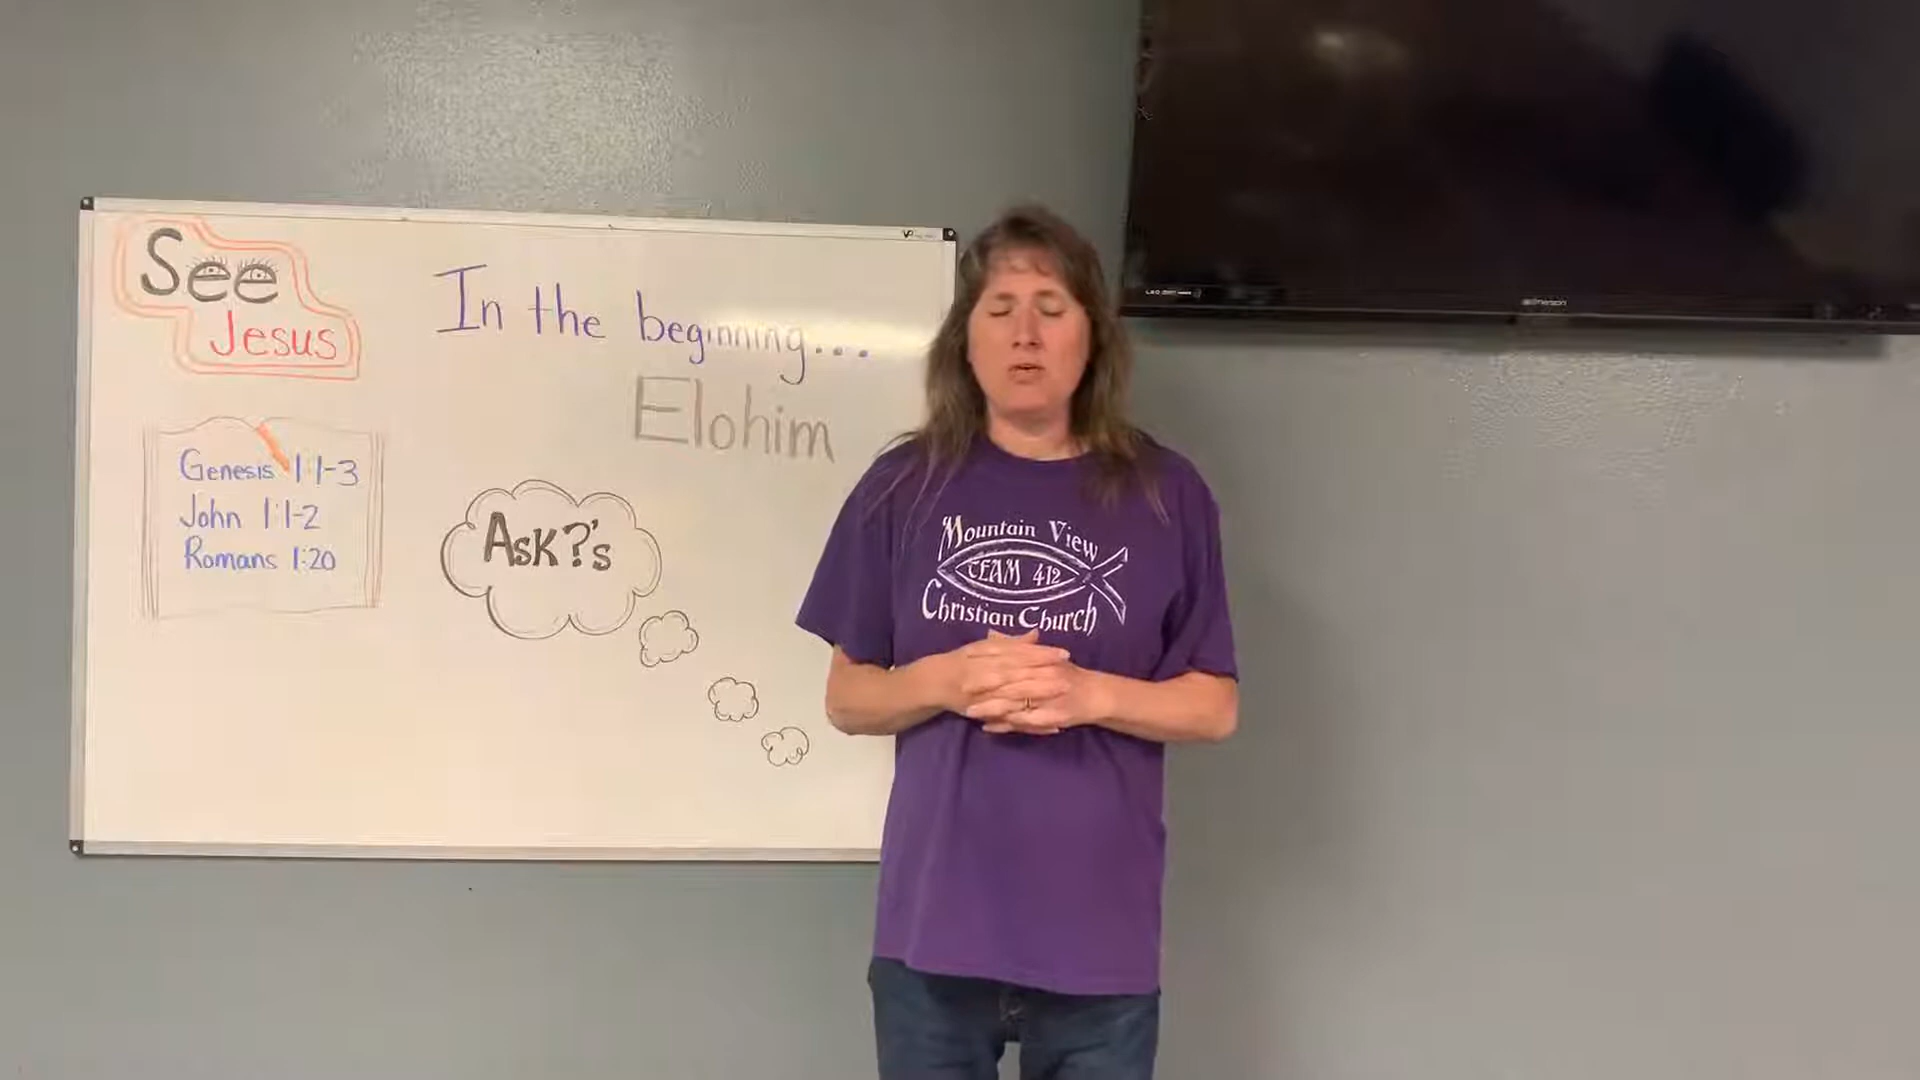 See
Jesus
In the beginning...
Elohim
Genesis 1:1-3
John 1:1-2
Romans 1:20
Ask?'s
Mountain View
TEAM 412
Christian Church
emerson